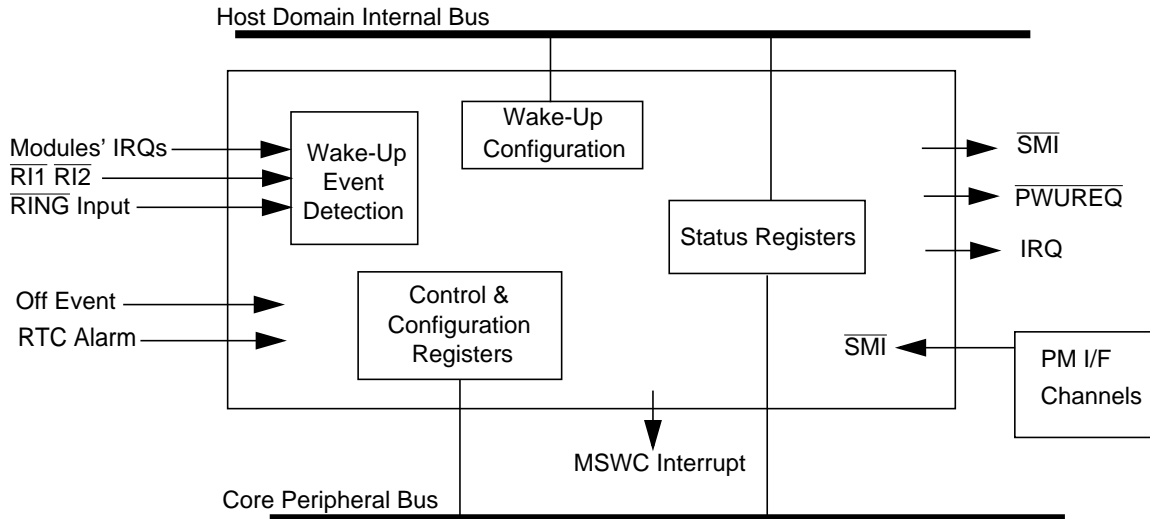 Host Domain Internal Bus
Wake-Up
Configuration
Modules’ IRQs
RI1 RI2
RING Input
Wake-Up
Event
Detection
SMI
PWUREQ
IRQ
Status Registers
Off Event
RTC Alarm
Control &
Configuration
Registers
SMI
PM I/F
Channels
MSWC Interrupt
Core Peripheral Bus